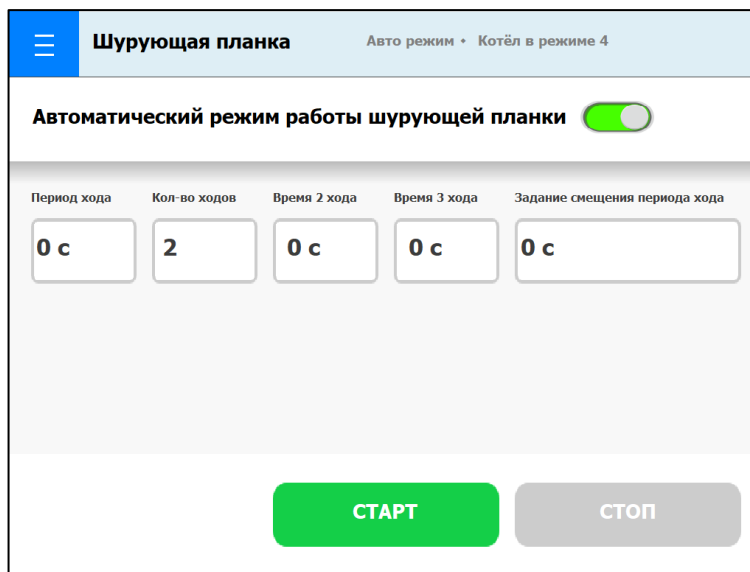 Шурующая планка
Авто режим • Котёл в режиме 4
Автоматический режим работы шурующей планки
Период хода
Кол-во ходов
Время 2 хода
Время 3 хода
Задание смещения периода хода
0 с
2
0 с
0 с
0 с
СТАРТ
СТОП